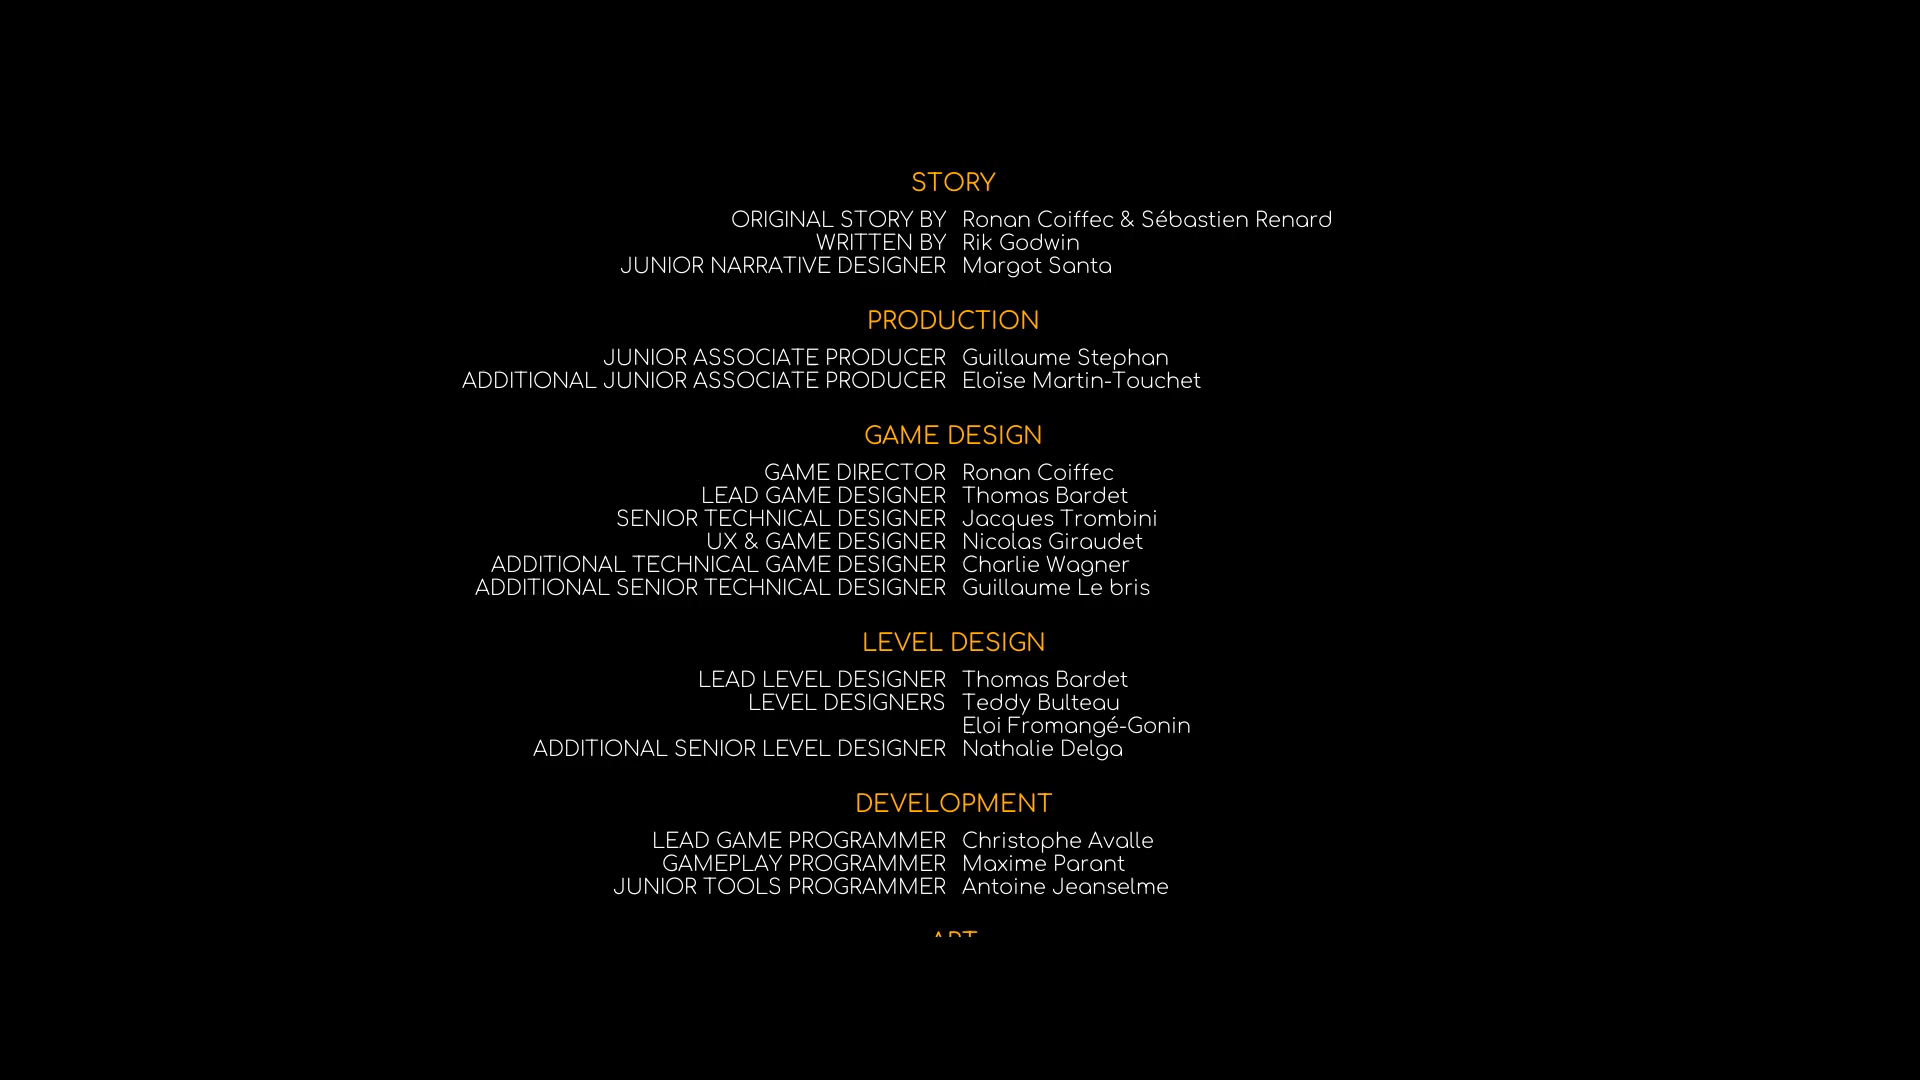 STORY
ORIGINAL STORY BY Ronan Coiffec & Sébastien Renard
WRITTEN BY Rik Godwin
JUNIOR NARRATIVE DESIGNER Margot Santa
PRODUCTION
JUNIOR ASSOCIATE PRODUCER Guillaume Stephan
ADDITIONAL JUNIOR ASSOCIATE PRODUCER Eloïse Martin-Touchet
GAME DESIGN
GAME DIRECTOR Ronan Coiffec
LEAD GAME DESIGNER Thomas Bardet
SENIOR TECHNICAL DESIGNER Jacques Trombini
UX & GAME DESIGNER Nicolas Giraudet
ADDITIONAL TECHNICAL GAME DESIGNER Charlie Wagner
ADDITIONAL SENIOR TECHNICAL DESIGNER Guillaume Le bris
LEVEL DESIGN
LEAD LEVEL DESIGNER Thomas Bardet
LEVEL DESIGNERS Teddy Bulteau
Eloi Fromangé-Gonin
ADDITIONAL SENIOR LEVEL DESIGNER Nathalie Delga
DEVELOPMENT
LEAD GAME PROGRAMMER Christophe Avalle
GAMEPLAY PROGRAMMER Maxime Parant
JUNIOR TOOLS PROGRAMMER Antoine Jeanselme
ART